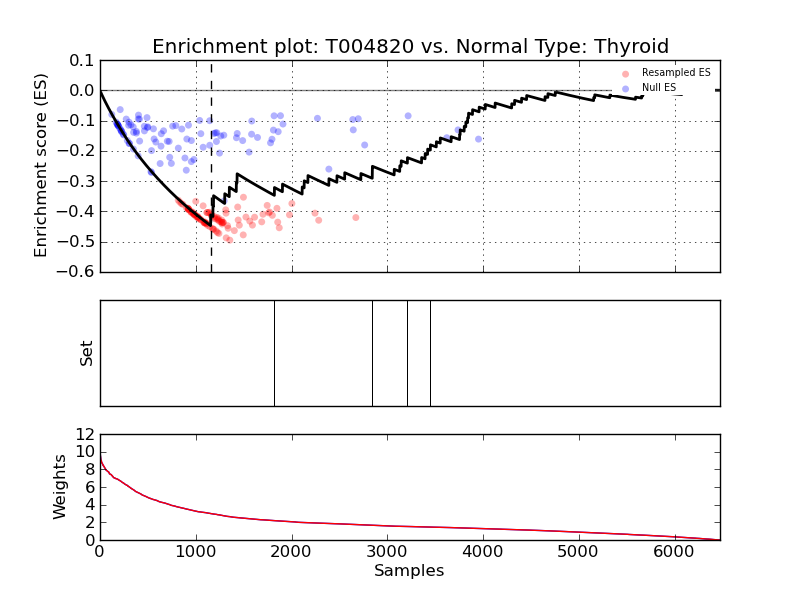 Enrichment plot: T004820 vs. Normal Type: Thyroid
Enrichment score (ES)
0.1
0.0
−0.1
−0.2
−0.3
−0.4
−0.5
−0.6
Resampled ES
Null ES
Set
Weights
12
10
8
6
4
2
0
0 1000 2000 3000 4000 5000 6000
Samples